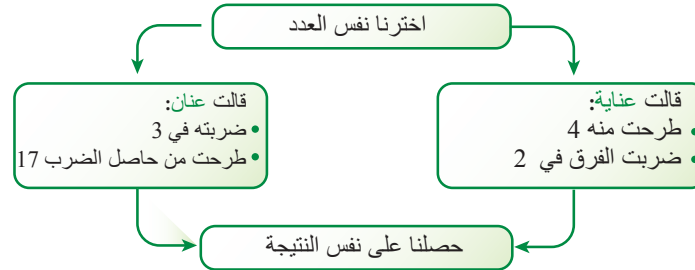 اخترنا نفس العدد
قالت عناية:
• طرحت منه 4
• ضربت الفرق في 2
قالت عنان:
• ضربته في 3
• طرحت من حاصل الضرب 17
حصلنا على نفس النتيجة